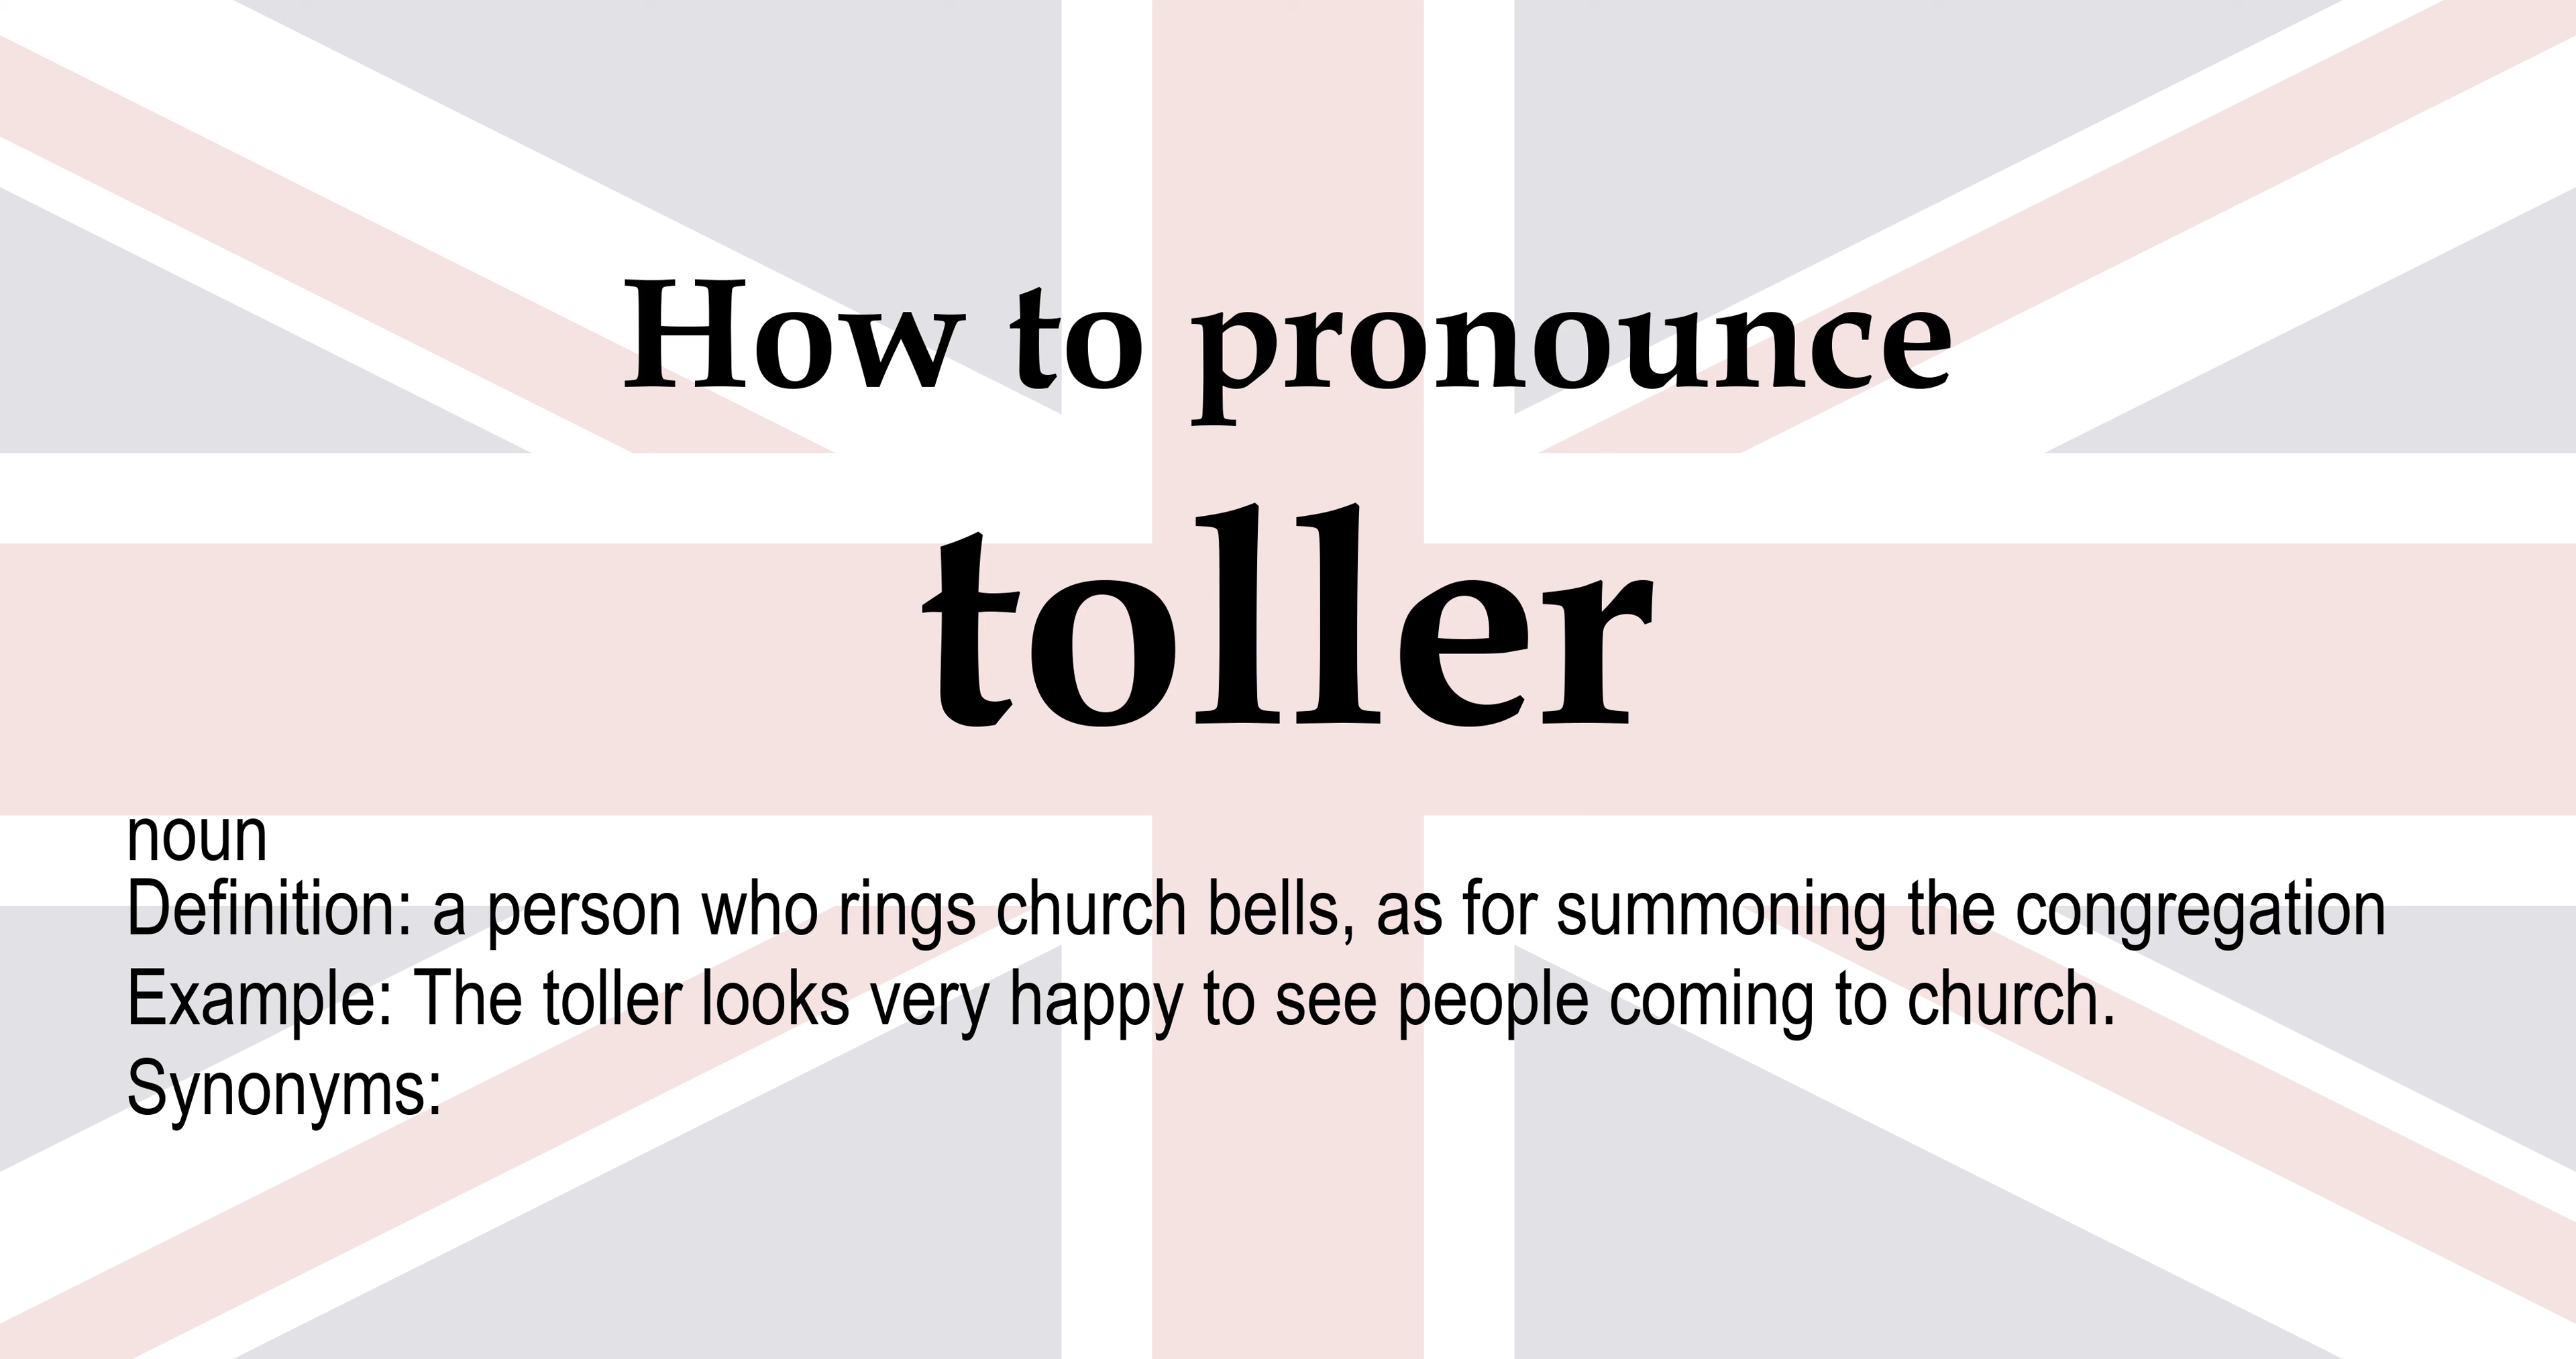 How to pronounce
toller
noun
Definition: a person who rings church bells, as for summoning the congregation
Example: The toller looks very happy to see people coming to church.
Synonyms: